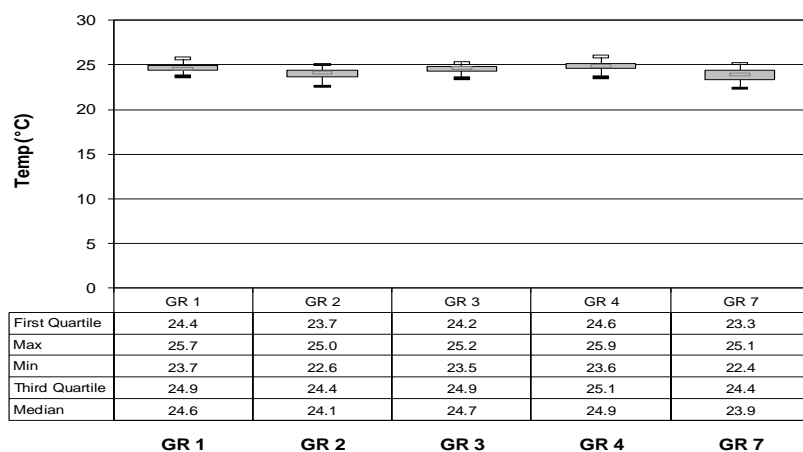 30
25
20
15
10
5
0
Temp (°C)
GR 1 GR 2 GR 3 GR 4 GR 7
First Quartile 24.4 23.7 24.2 24.6 23.3
Max 25.7 25.0 25.2 25.9 25.1
Min 23.7 22.6 23.5 23.6 22.4
Third Quartile 24.9 24.4 24.9 25.1 24.4
Median 24.6 24.1 24.7 24.9 23.9
GR 1 GR 2 GR 3 GR 4 GR 7